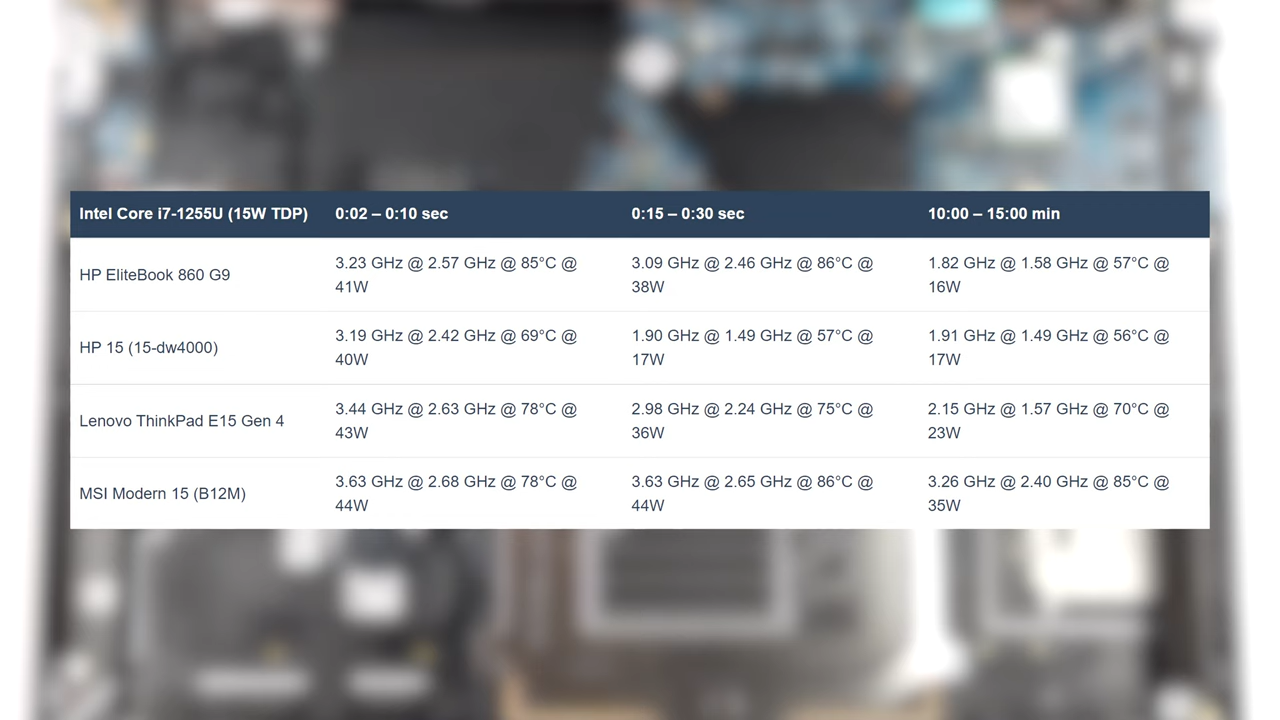 Intel Core i7-1255U (15W TDP) 0:02 – 0:10 sec 0:15 – 0:30 sec 10:00 – 15:00 min
HP EliteBook 860 G9
3.23 GHz @ 2.57 GHz @ 85°C @
41W
3.09 GHz @ 2.46 GHz @ 86°C @
38W
1.82 GHz @ 1.58 GHz @ 57°C @
16W
HP 15 (15-dw4000)
3.19 GHz @ 2.42 GHz @ 69°C @
40W
1.90 GHz @ 1.49 GHz @ 57°C @
17W
1.91 GHz @ 1.49 GHz @ 56°C @
17W
Lenovo ThinkPad E15 Gen 4
3.44 GHz @ 2.63 GHz @ 78°C @
43W
2.98 GHz @ 2.24 GHz @ 75°C @
36W
2.15 GHz @ 1.57 GHz @ 70°C @
23W
MSI Modern 15 (B12M)
3.63 GHz @ 2.68 GHz @ 78°C @
44W
3.63 GHz @ 2.65 GHz @ 86°C @
44W
3.26 GHz @ 2.40 GHz @ 85°C @
35W